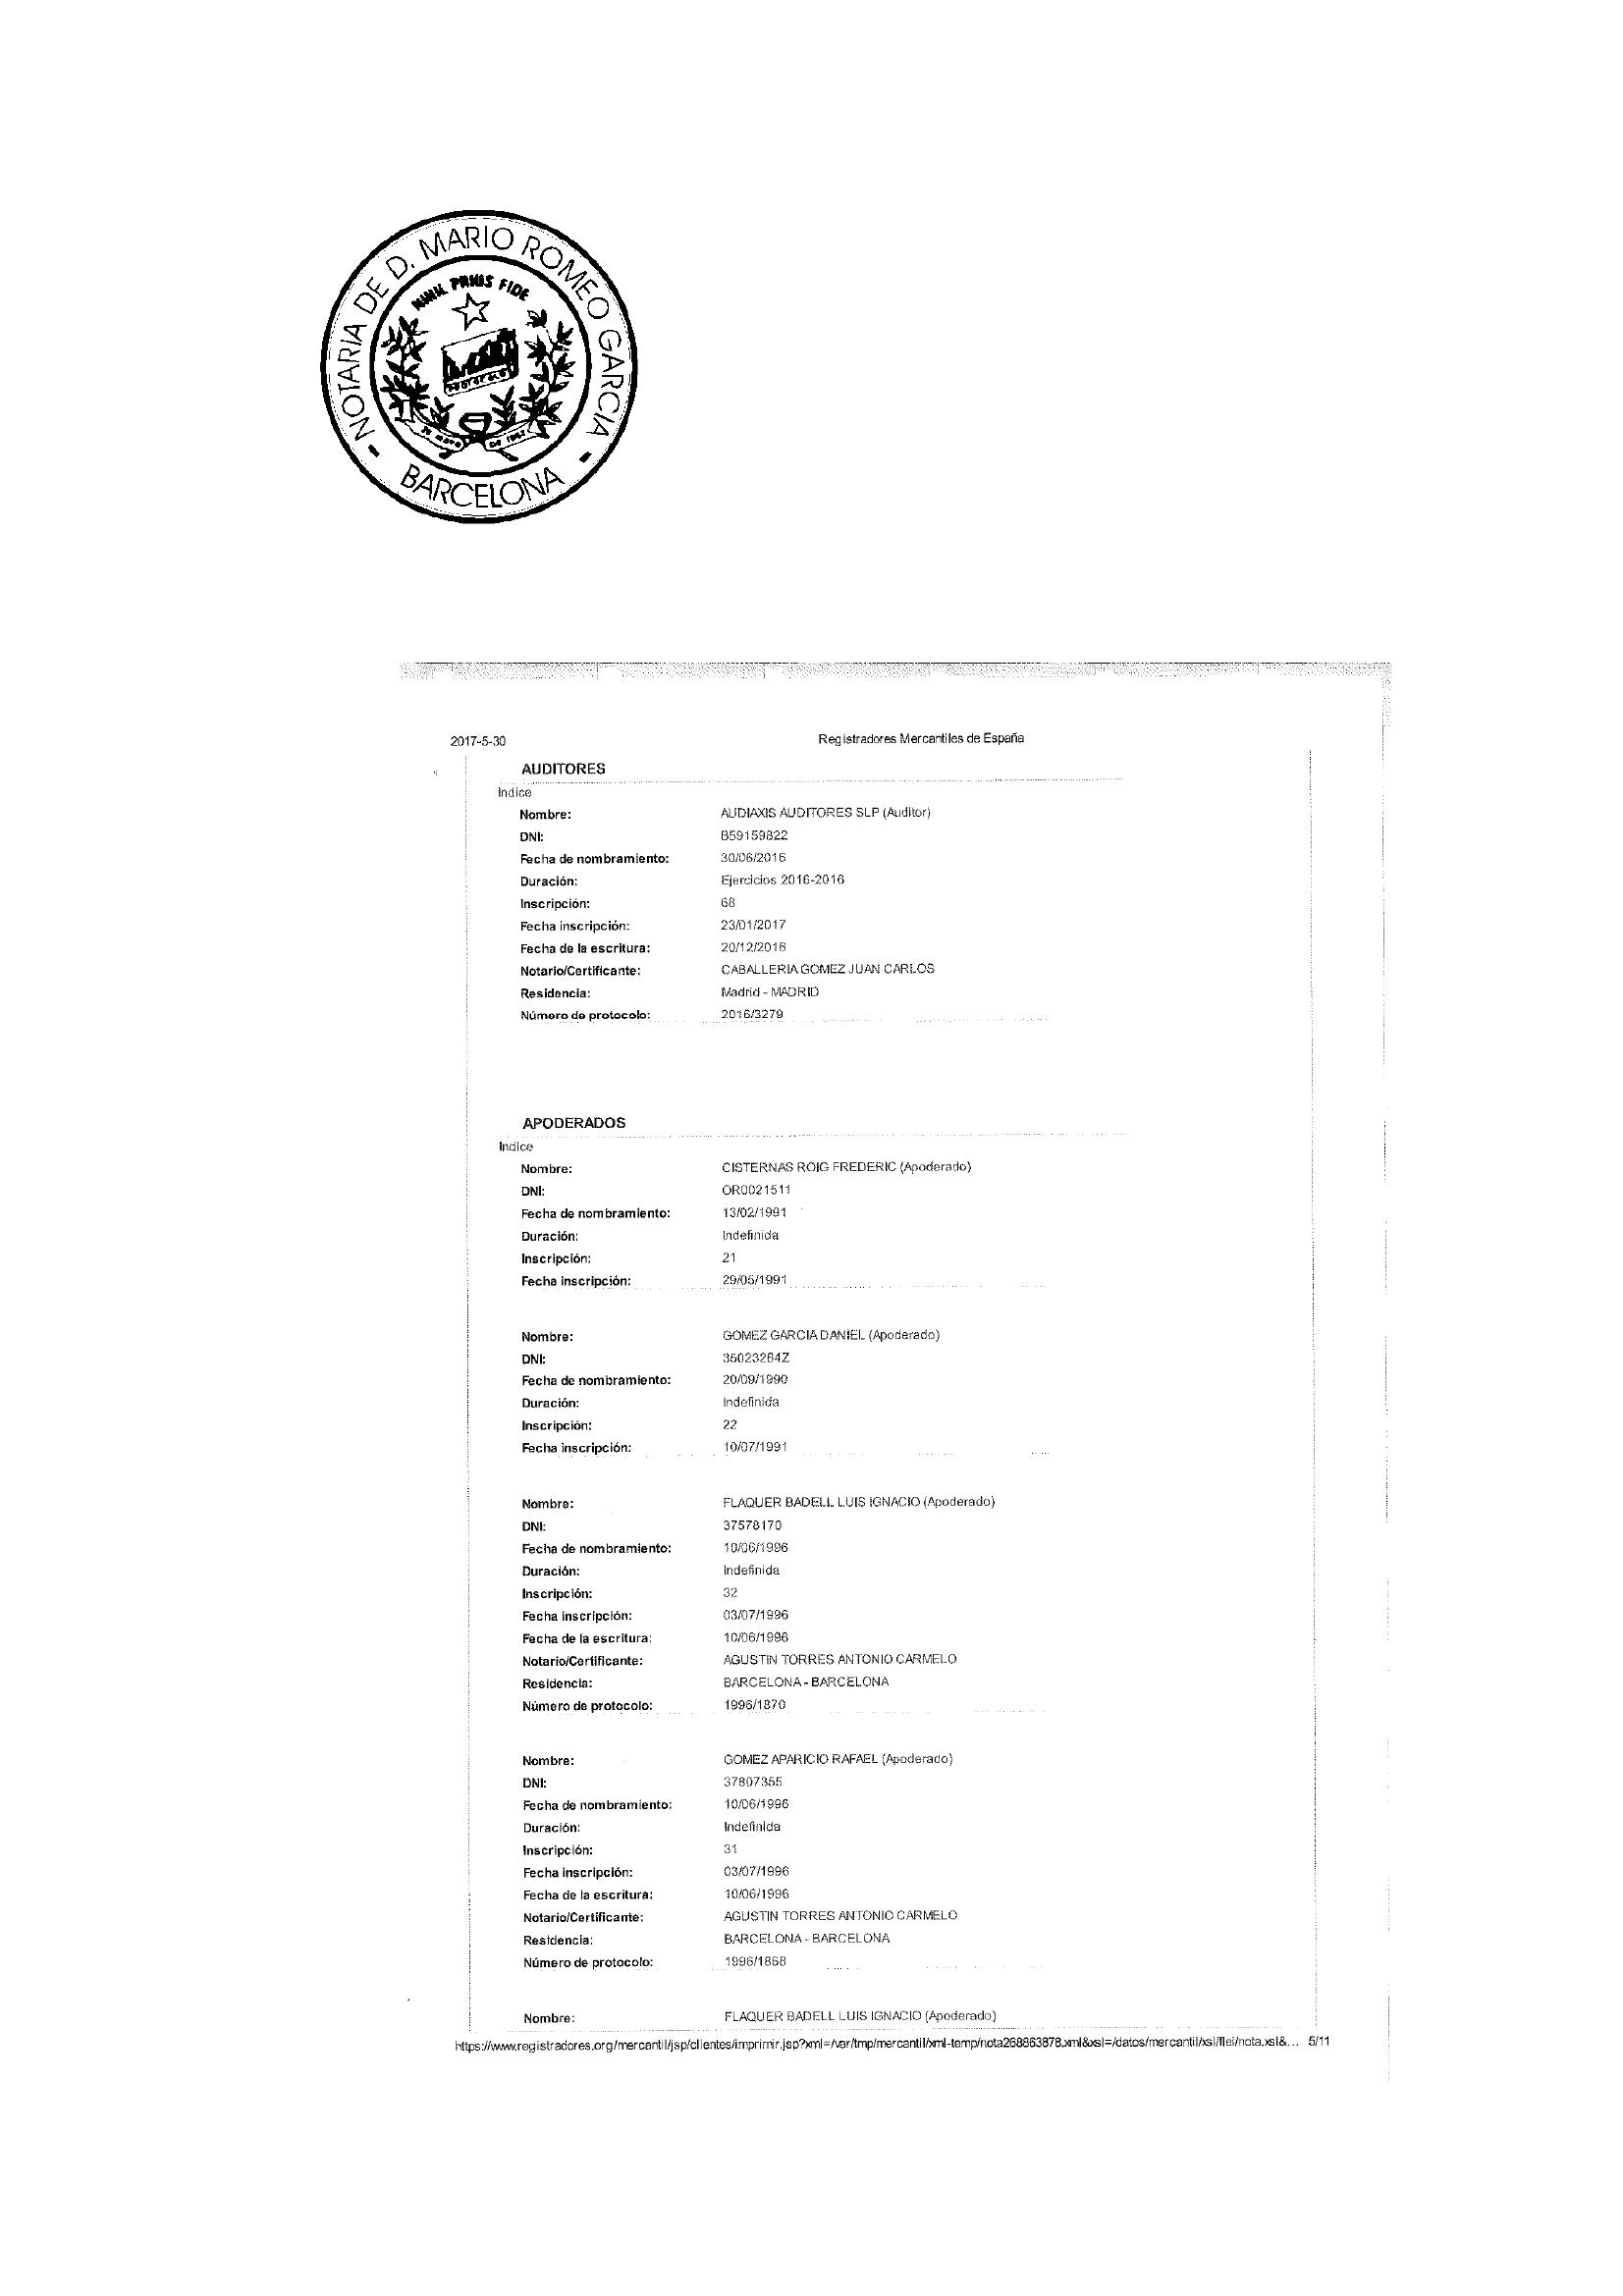 NOTARIA DE D. MARIO ROMEO GARCIA
BARCELONA
FIDE
2017-5-30 Registradores Mercantiles de España
AUDITORES
Indice
Nombre: AUDIAXIS AUDITORES SLP (Auditor)
DNI: B59159822
Fecha de nombramiento: 30/06/2016
Duración: Ejercicios 2016-2016
Inscripción: 68
Fecha inscripción: 23/01/2017
Fecha de la escritura: 20/12/2016
Notario/Certificante: CABALLERIA GOMEZ JUAN CARLOS
Residencia: Madrid - MADRID
Número de protocolo: 2016/3279
APODERADOS
Indice
Nombre: CISTERNAS ROIG FREDERIC (Apoderado)
DNI: OR0021511
Fecha de nombramiento: 13/02/1991
Duración: Indefinida
Inscripción: 21
Fecha inscripción: 29/05/1991
Nombre: GOMEZ GARCIA DANIEL (Apoderado)
DNI: 35023264Z
Fecha de nombramiento: 20/09/1990
Duración: Indefinida
Inscripción: 22
Fecha inscripción: 10/07/1991
Nombre: FLAQUER BADELL LUIS IGNACIO (Apoderado)
DNI: 37578170
Fecha de nombramiento: 10/06/1996
Duración: Indefinida
Inscripción: 32
Fecha inscripción: 03/07/1996
Fecha de la escritura: 10/06/1996
Notario/Certificante: AGUSTIN TORRES ANTONIO CARMELO
Residencia: BARCELONA - BARCELONA
Número de protocolo: 1996/1870
Nombre: GOMEZ APARICIO RAFAEL (Apoderado)
DNI: 37807355
Fecha de nombramiento: 10/06/1996
Duración: Indefinida
Inscripción: 31
Fecha inscripción: 03/07/1996
Fecha de la escritura: 10/06/1996
Notario/Certificante: AGUSTIN TORRES ANTONIO CARMELO
Residencia: BARCELONA - BARCELONA
Número de protocolo: 1996/1868
Nombre: FLAQUER BADELL LUIS IGNACIO (Apoderado)
https://www.registradores.org/mercantil/jsp/clientes/imprimir.jsp?xml=/var/tmp/mercantil/xml-temp/nota268863878.xml&xsl=/datos/mercantil/xsl/flei/nota.xsl&... 5/11